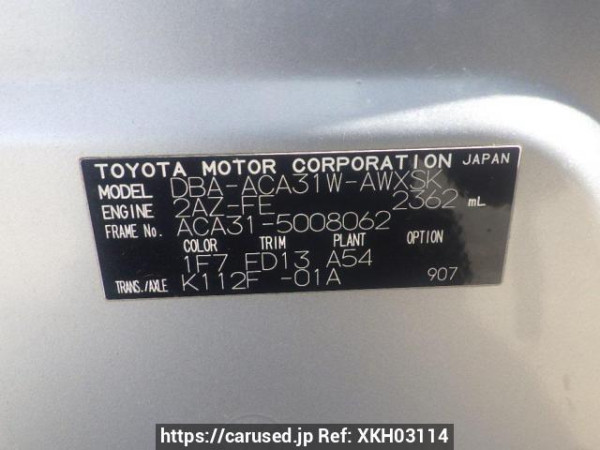 TOYOTA MOTOR CORPORATION JAPAN
MODEL DBA-ACA31W-AWXSK
ENGINE 2AZ-FE 2362 mL
FRAME No. ACA31-5008062
COLOR TRIM PLANT OPTION
1F7 FD13 A54
TRANS./AXLE K112F -01A 907
https://carused.jp Ref: XKH03114